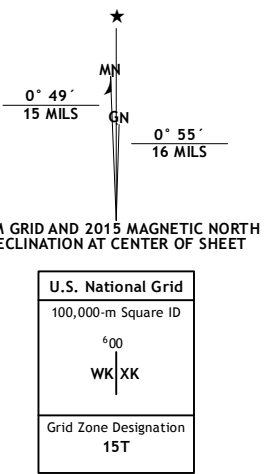 MN
0° 49´
15 MILS
GN
0° 55´
16 MILS
M GRID AND 2015 MAGNETIC NORTH
ECLINATION AT CENTER OF SHEET
U.S. National Grid
100,000-m Square ID
⁶00
WK XK
Grid Zone Designation
15T